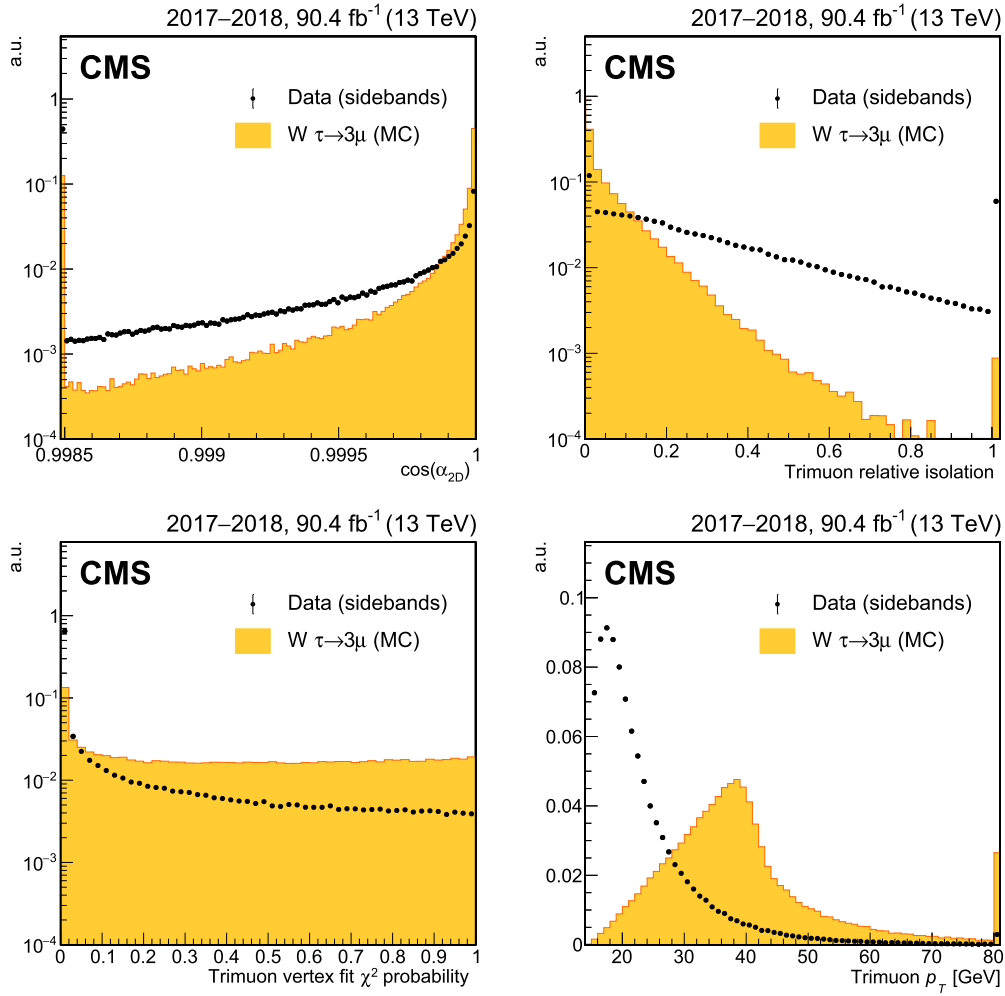 2017–2018, 90.4 fb⁻¹ (13 TeV)
a.u.
CMS
Data (sidebands)
W τ→3μ (MC)
1
10⁻¹
10⁻²
10⁻³
10⁻⁴
0.9985 0.999 0.9995 1
cos(α₂D)
2017–2018, 90.4 fb⁻¹ (13 TeV)
a.u.
CMS
Data (sidebands)
W τ→3μ (MC)
1
10⁻¹
10⁻²
10⁻³
10⁻⁴
0 0.2 0.4 0.6 0.8 1
Trimuon relative isolation
2017–2018, 90.4 fb⁻¹ (13 TeV)
a.u.
CMS
Data (sidebands)
W τ→3μ (MC)
1
10⁻¹
10⁻²
10⁻³
10⁻⁴
0 0.1 0.2 0.3 0.4 0.5 0.6 0.7 0.8 0.9 1
Trimuon vertex fit χ² probability
2017–2018, 90.4 fb⁻¹ (13 TeV)
a.u.
CMS
Data (sidebands)
W τ→3μ (MC)
0.1
0.08
0.06
0.04
0.02
0
20 30 40 50 60 70 80
Trimuon p_T [GeV]